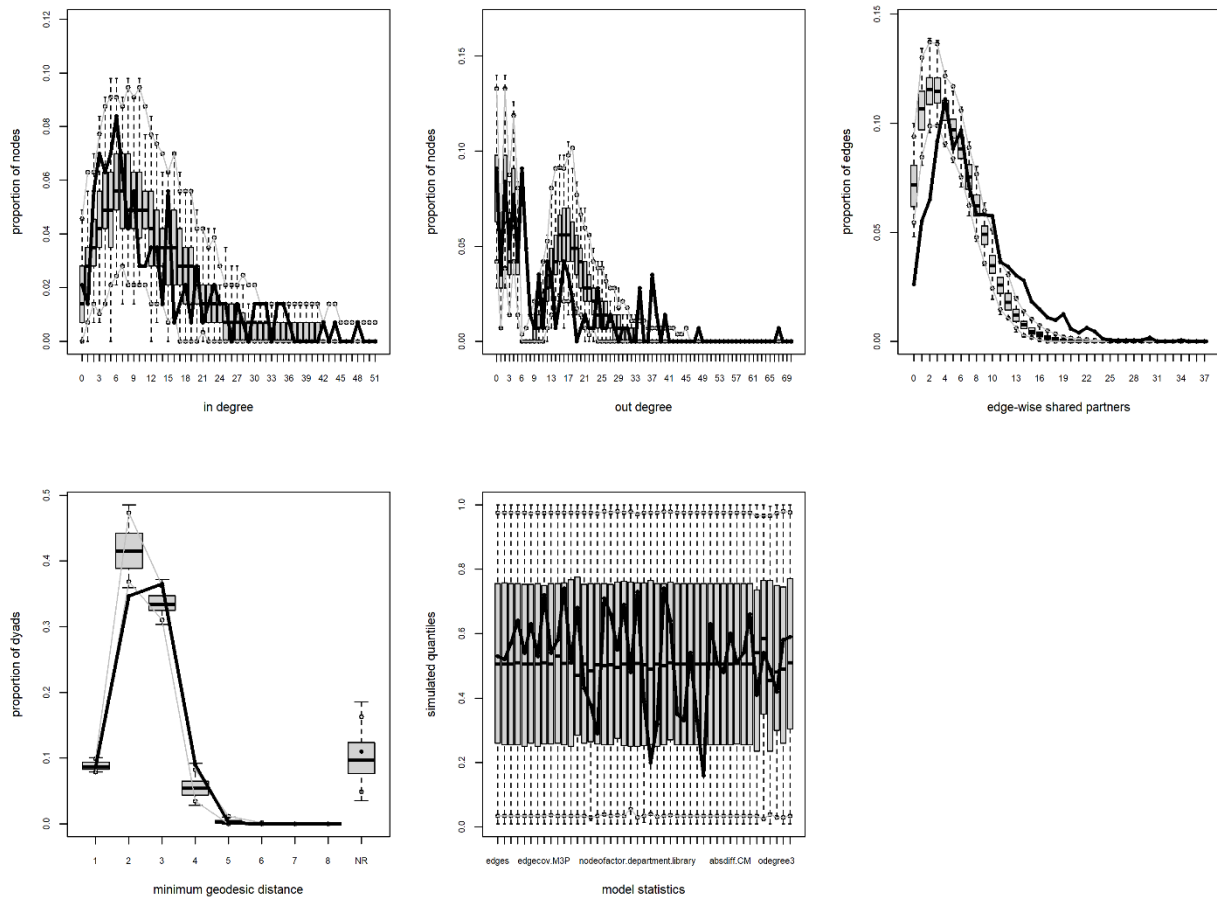 0.12
0.10
0.08
0.06
0.04
0.02
0.00
proportion of nodes
0 3 6 9 12 15 18 21 24 27 30 33 36 39 42 45 48 51
in degree
0.15
0.10
0.05
0.00
proportion of nodes
0 3 6 9 13 17 21 25 29 33 37 41 45 49 53 57 61 65 69
out degree
0.15
0.10
0.05
0.00
proportion of edges
0 2 4 6 8 10 13 16 19 22 25 28 31 34 37
edge-wise shared partners
0.5
0.4
0.3
0.2
0.1
0.0
proportion of dyads
1 2 3 4 5 6 7 8 NR
minimum geodesic distance
1.0
0.8
0.6
0.4
0.2
0.0
simulated quantiles
edges edgecov.M3P nodeofactor.department.library absdiff.CM odegree3
model statistics